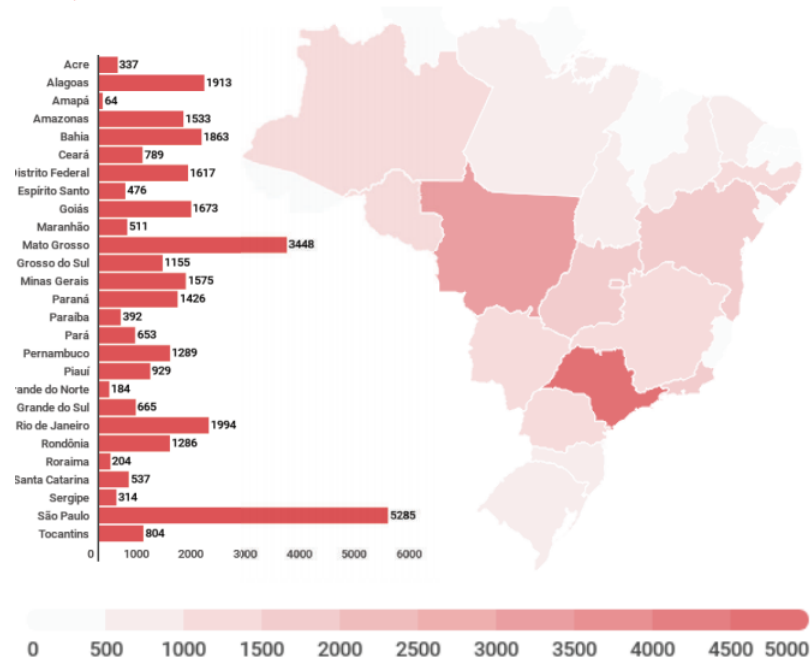 Acre 337
Alagoas 1913
Amapá 64
Amazonas 1533
Bahia 1863
Ceará 789
istrito Federal 1617
Espírito Santo 476
Goiás 1673
Maranhão 511
Mato Grosso 3448
Grosso do Sul 1155
Minas Gerais 1575
Paraná 1426
Paraíba 392
Pará 653
Pernambuco 1289
Piauí 929
rande do Norte 184
Grande do Sul 665
Rio de Janeiro 1994
Rondônia 1286
Roraima 204
Santa Catarina 537
Sergipe 314
São Paulo 5285
Tocantins 804
0 1000 2000 3000 4000 5000 6000
0 500 1000 1500 2000 2500 3000 3500 4000 4500 5000